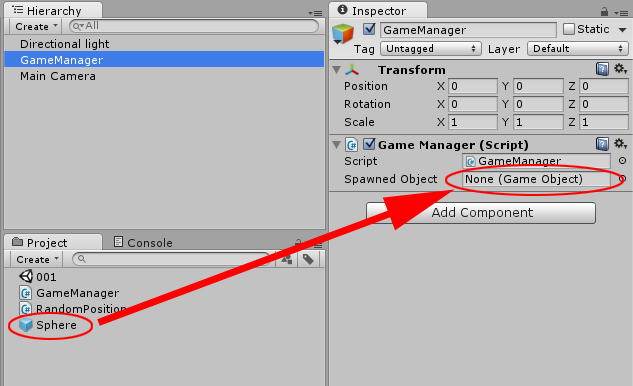 Hierarchy
Create
All
Directional light
GameManager
Main Camera
Project
Console
Create
001
GameManager
RandomPosition
Sphere
Inspector
GameManager
Static
Tag Untagged Layer Default
Transform
Position X 0 Y 0 Z 0
Rotation X 0 Y 0 Z 0
Scale X 1 Y 1 Z 1
Game Manager (Script)
Script GameManager
Spawned Object None (Game Object)
Add Component